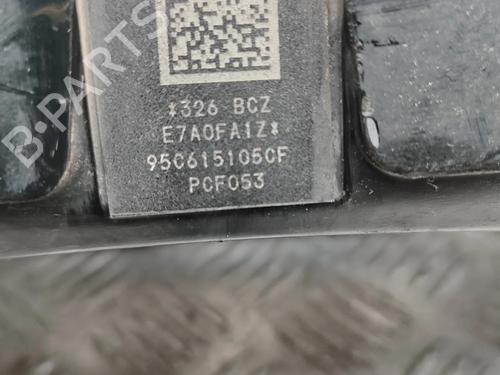 B-PARTS
*326 BCZ
E7A0FA1Z*
95C615105CF
PCF053